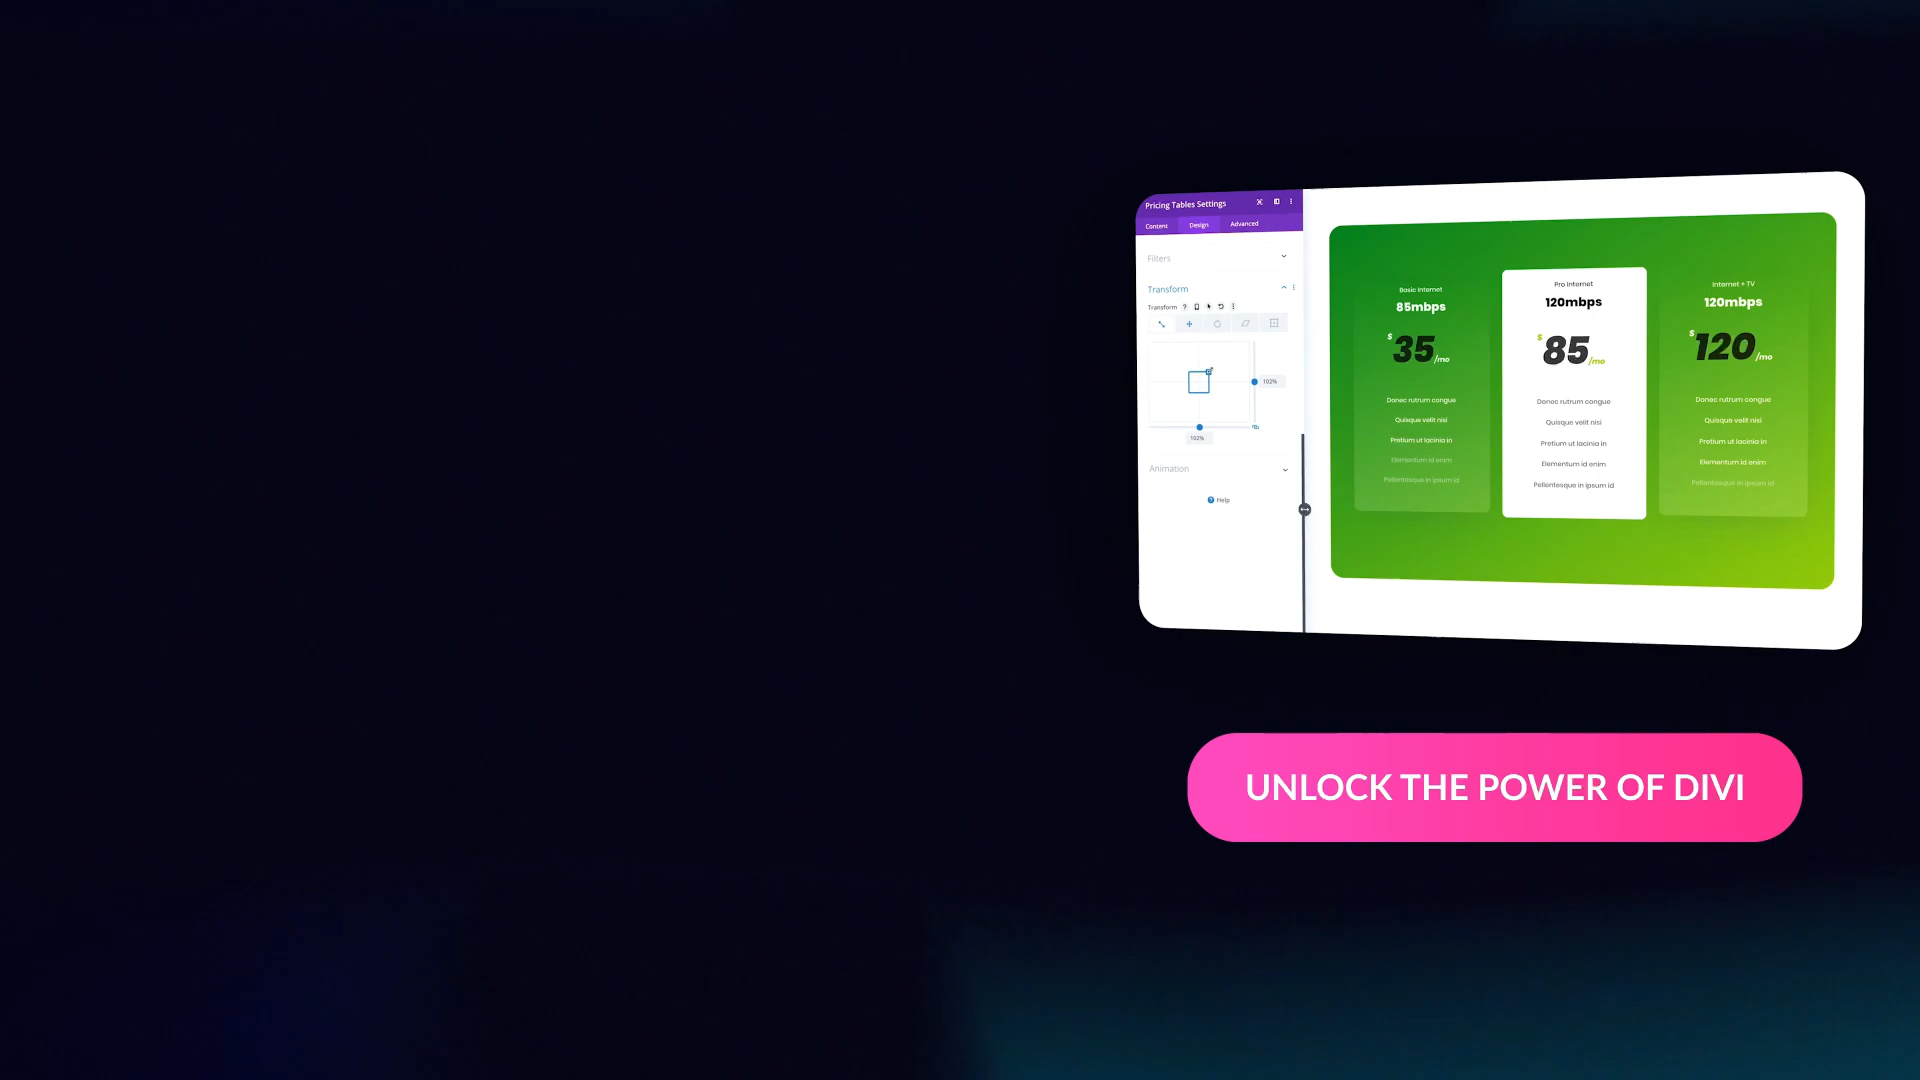 Pricing Tables Settings
Content Design Advanced
Filters
Transform
Transform ?
102%
102%
Animation
? Help
Basic Internet
85mbps
$35/mo
Donec rutrum congue
Quisque velit nisi
Pretium ut lacinia in
Elementum id enim
Pellentesque in ipsum id
Pro Internet
120mbps
$85/mo
Donec rutrum congue
Quisque velit nisi
Pretium ut lacinia in
Elementum id enim
Pellentesque in ipsum id
Internet + TV
120mbps
$120/mo
Donec rutrum congue
Quisque velit nisi
Pretium ut lacinia in
Elementum id enim
Pellentesque in ipsum id
UNLOCK THE POWER OF DIVI